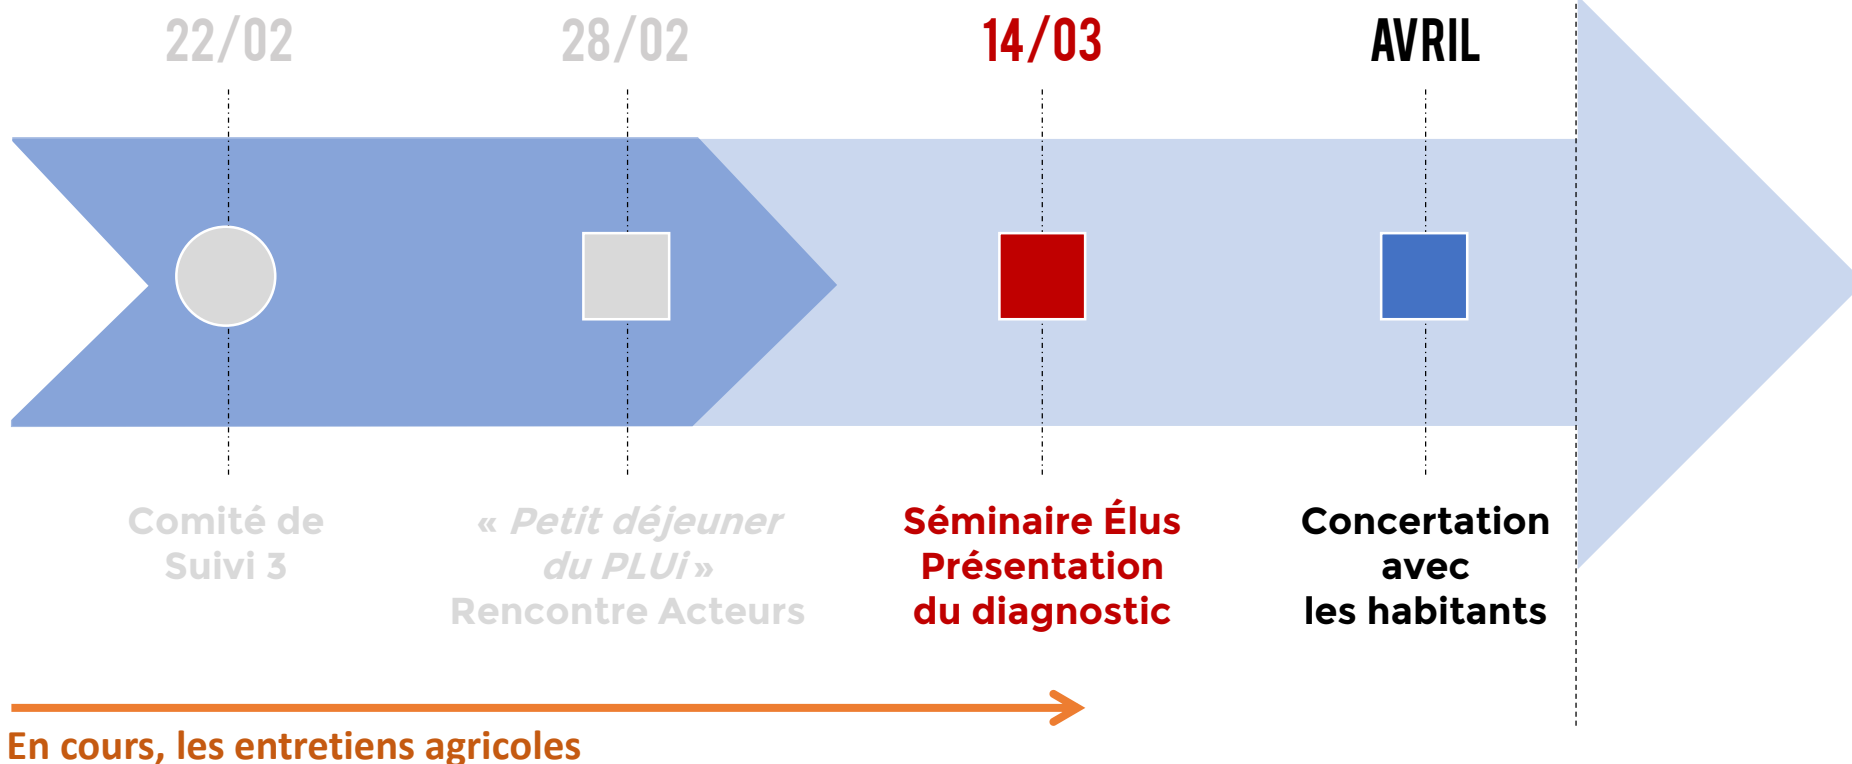 22/02
28/02
14/03
AVRIL
Comité de
Suivi 3
« Petit déjeuner
du PLUi »
Rencontre Acteurs
Séminaire Élus
Présentation
du diagnostic
Concertation
avec
les habitants
En cours, les entretiens agricoles